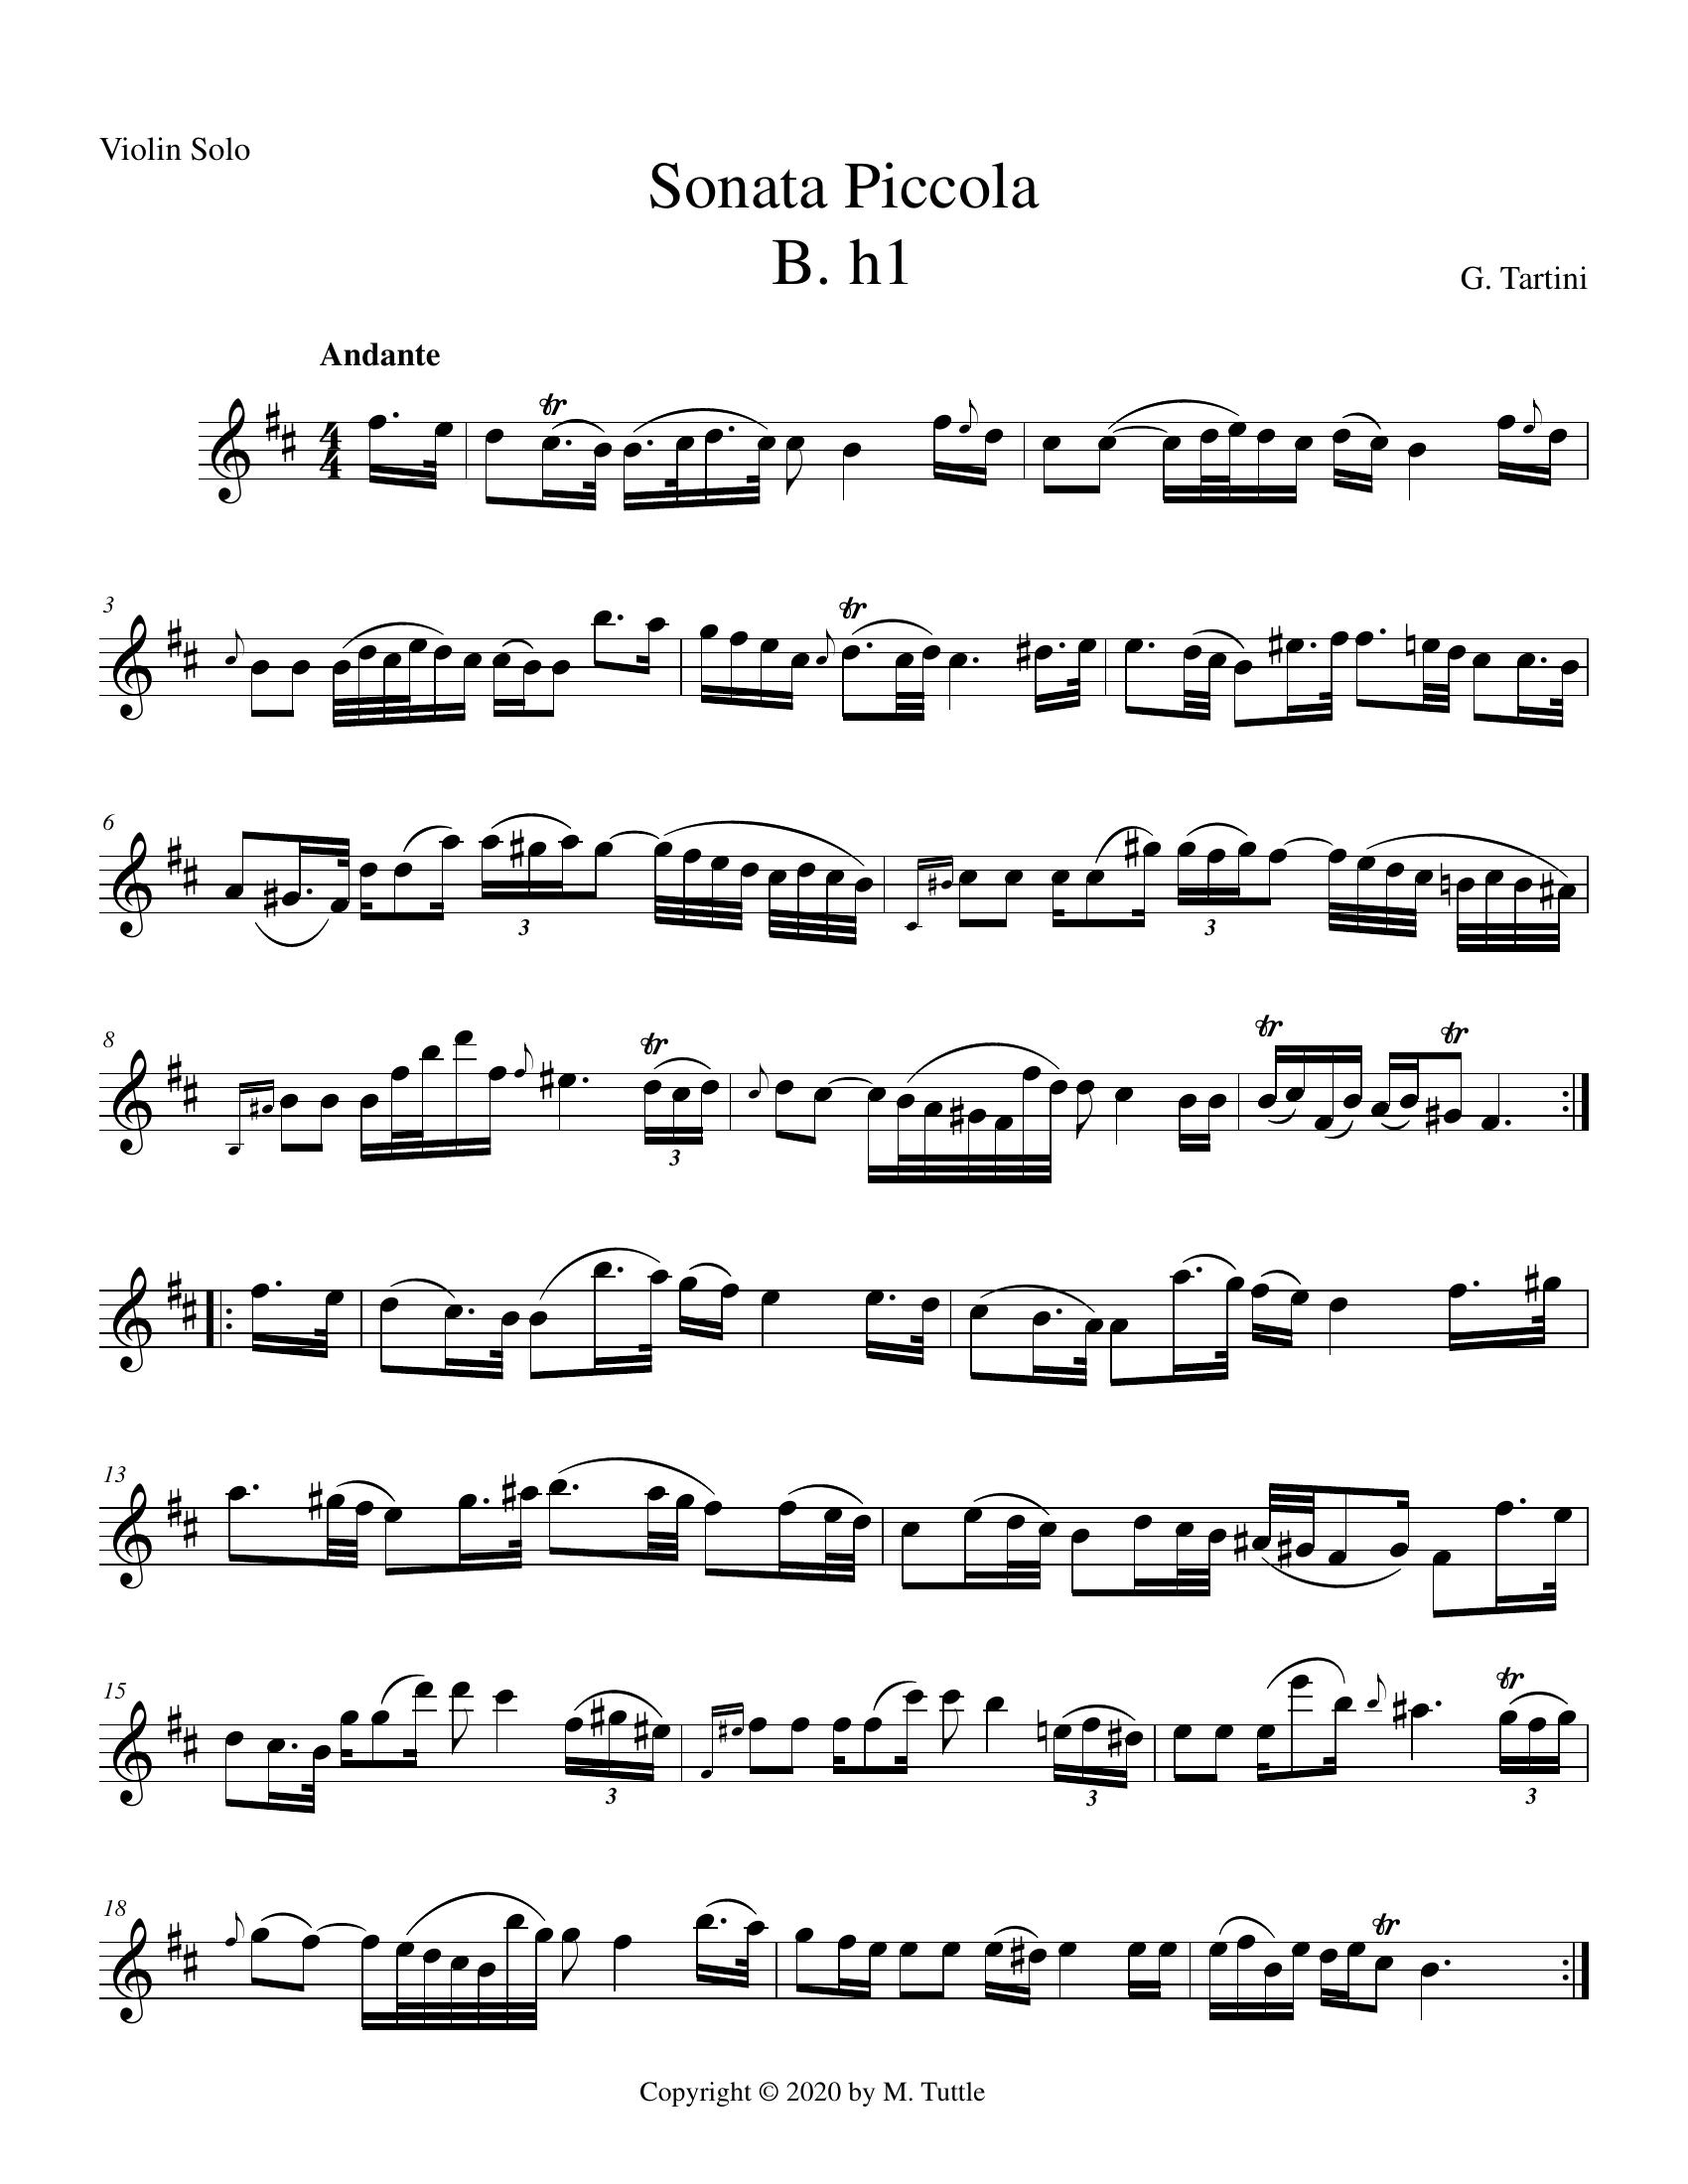 Violin Solo
Sonata Piccola
B. h1
G. Tartini
Andante
4
4
tr
3
tr
6
3
3
8
tr
3
tr
tr
13
15
3
3
tr
3
18
tr
Copyright © 2020 by M. Tuttle